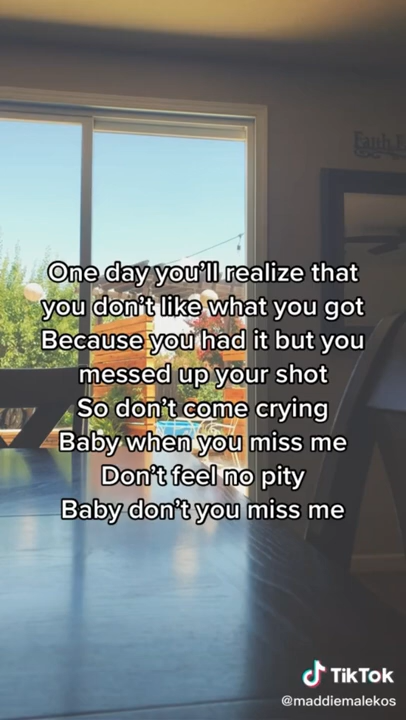 Faith
One day you'll realize that
you don't like what you got
Because you had it but you
messed up your shot
So don't come crying
Baby when you miss me
Don't feel no pity
Baby don't you miss me
TikTok
@maddiemalekos